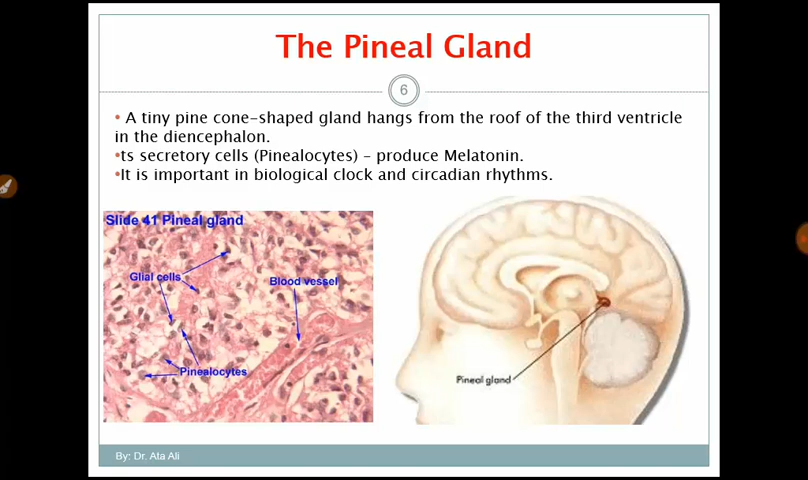 The Pineal Gland
6
• A tiny pine cone-shaped gland hangs from the roof of the third ventricle
in the diencephalon.
•ts secretory cells (Pinealocytes) – produce Melatonin.
•It is important in biological clock and circadian rhythms.
Slide 41 Pineal gland
Glial cells
Blood vessel
Pinealocytes
Pineal gland
By: Dr. Ata Ali